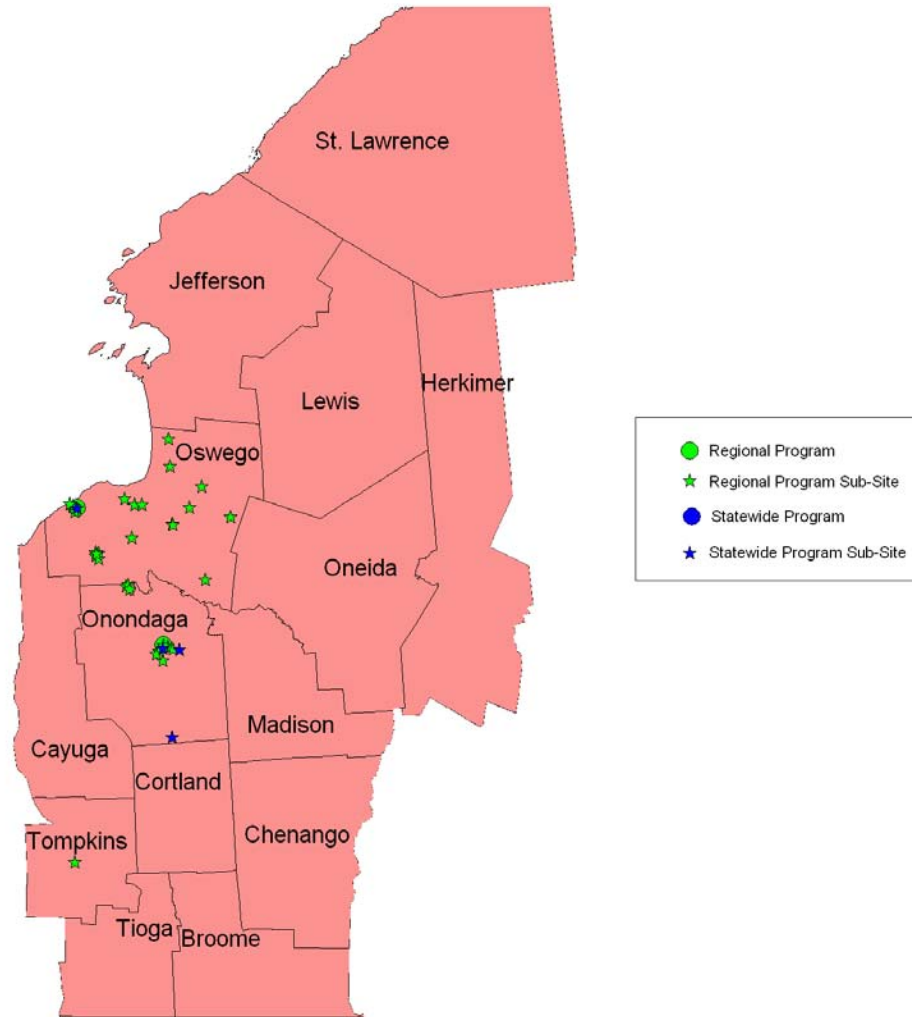 St. Lawrence
Jefferson
Lewis
Herkimer
Oswego
Oneida
Onondaga
Madison
Cayuga
Cortland
Chenango
Tompkins
Tioga
Broome
Regional Program
Regional Program Sub-Site
Statewide Program
Statewide Program Sub-Site